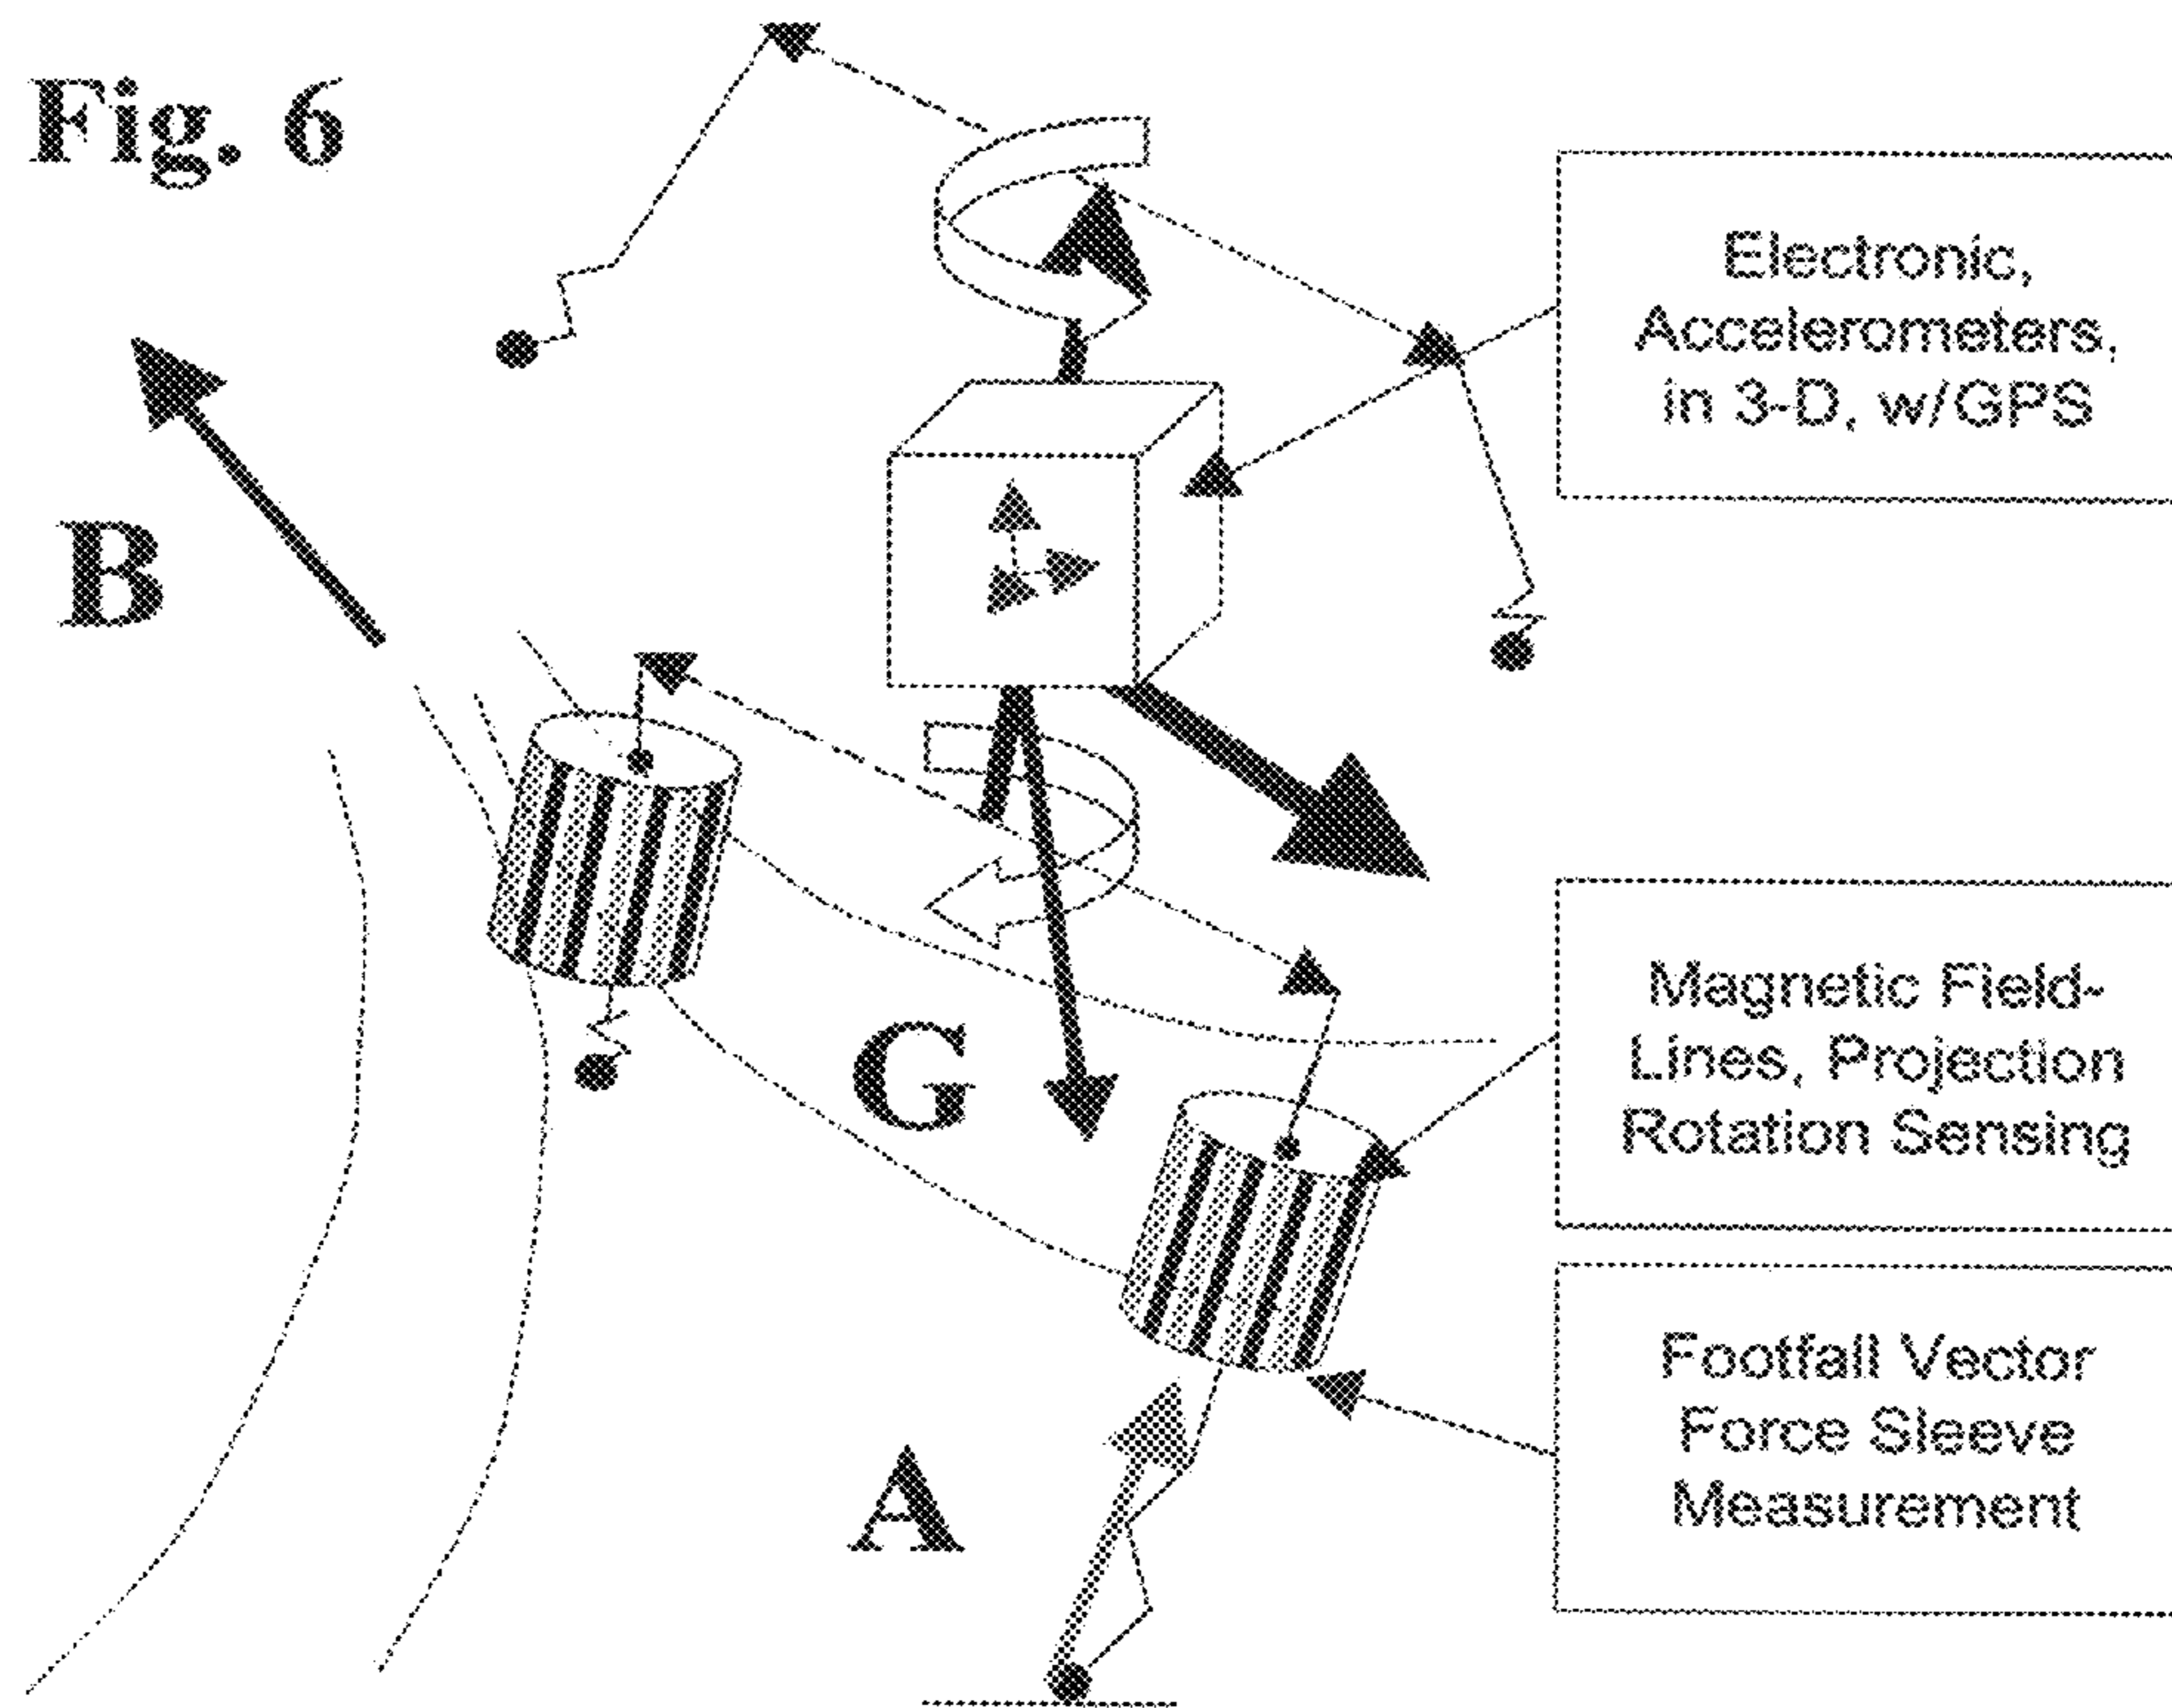 Fig. 6
Electronic,
Accelerometers,
in 3-D, w/GPS
B
Magnetic Field-
Lines, Projection
Rotation Sensing
G
Footfall Vector
Force Sleeve
Measurement
A